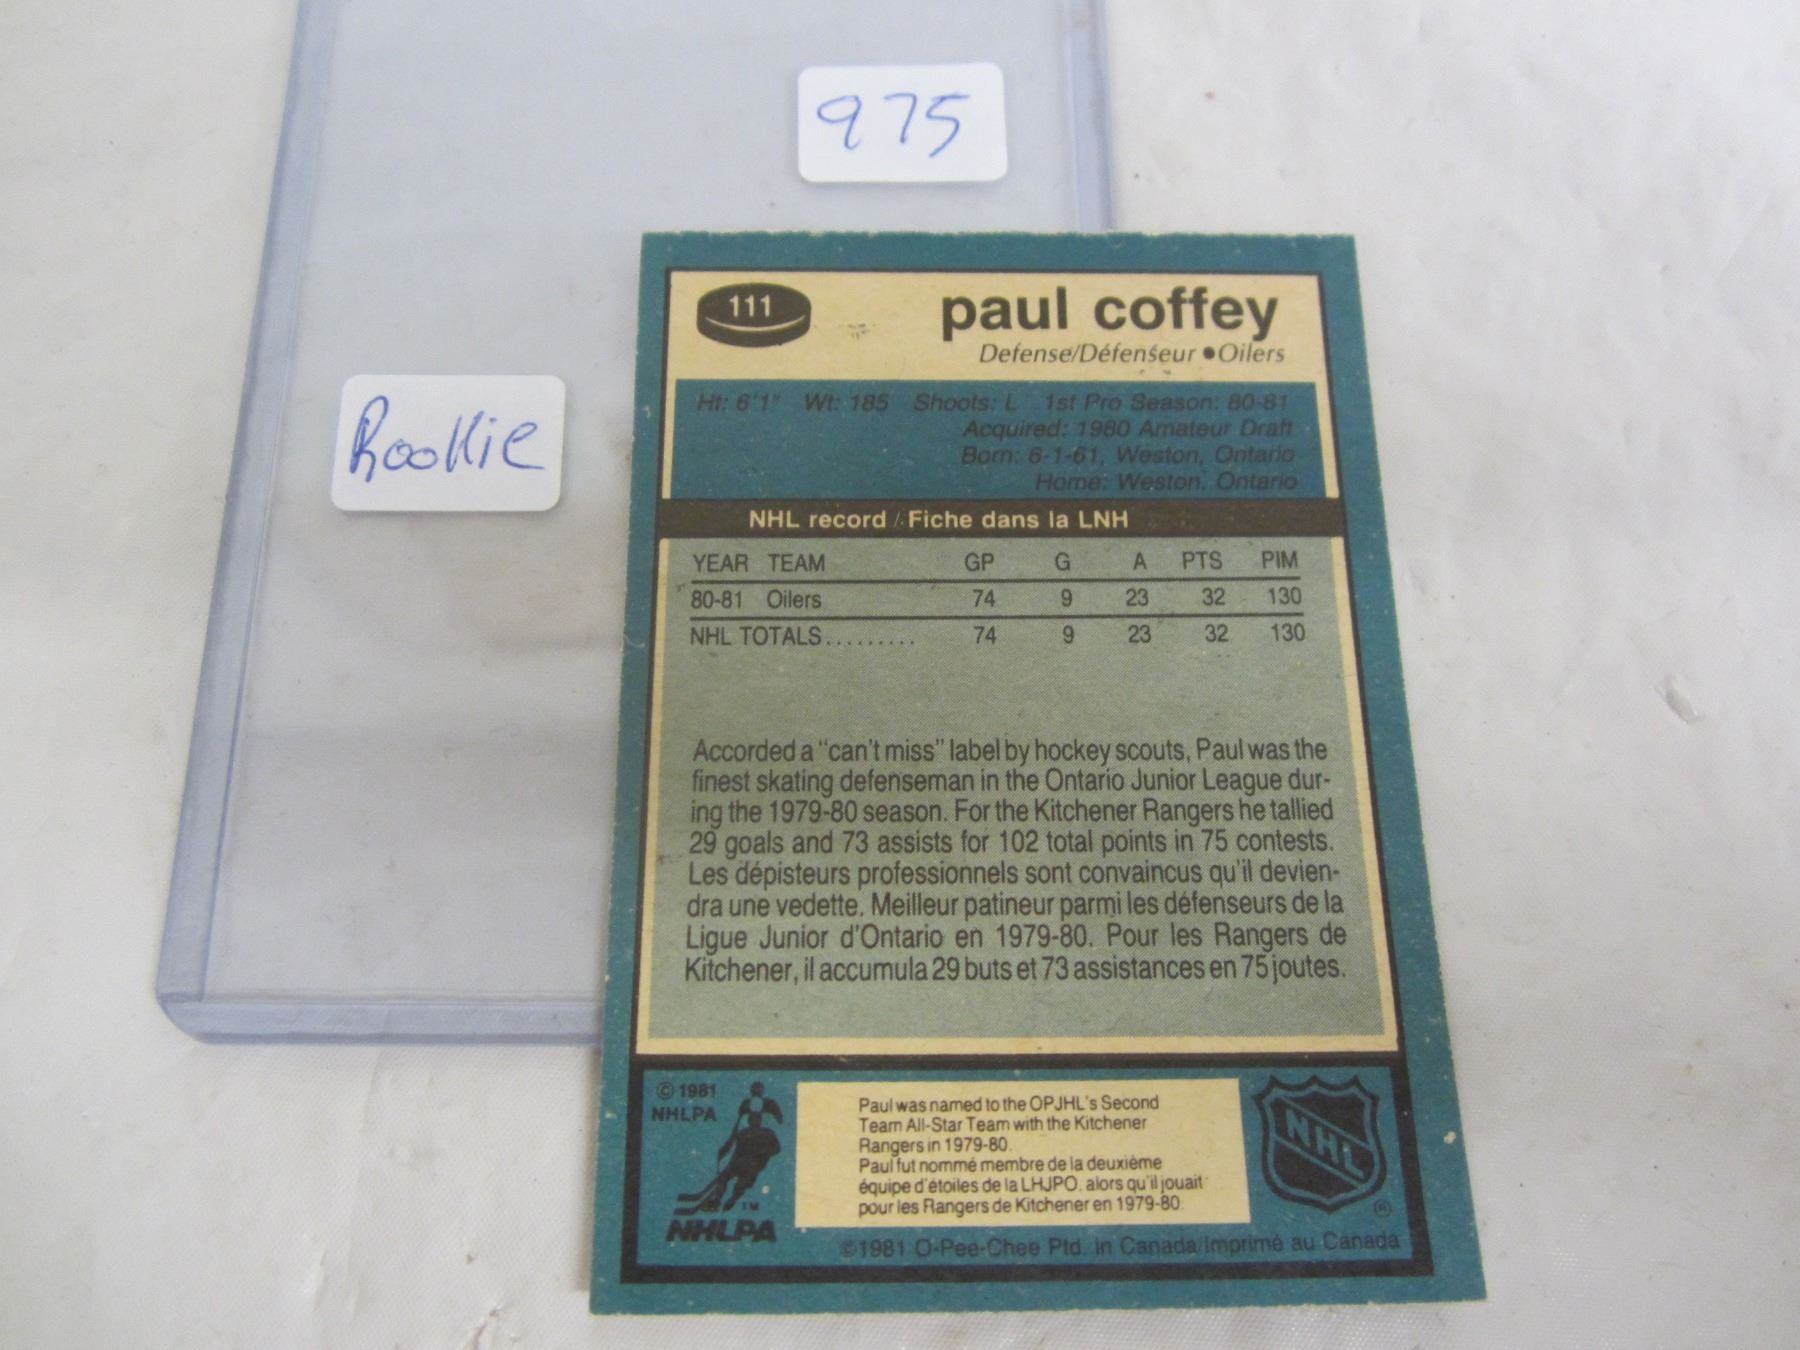 975
Rookie
111
paul coffey
Defense/Défenseur •Oilers
Ht: 6'1" Wt: 185 Shoots: L 1st Pro Season: 80-81
Acquired: 1980 Amateur Draft
Born: 6-1-61, Weston, Ontario
Home: Weston, Ontario
NHL record / Fiche dans la LNH
YEAR TEAM GP G A PTS PIM
80-81 Oilers 74 9 23 32 130
NHL TOTALS......... 74 9 23 32 130
Accorded a "can't miss" label by hockey scouts, Paul was the
finest skating defenseman in the Ontario Junior League dur-
ing the 1979-80 season. For the Kitchener Rangers he tallied
29 goals and 73 assists for 102 total points in 75 contests.
Les dépisteurs professionnels sont convaincus qu'il devien-
dra une vedette. Meilleur patineur parmi les défenseurs de la
Ligue Junior d'Ontario en 1979-80. Pour les Rangers de
Kitchener, il accumula 29 buts et 73 assistances en 75 joutes.
© 1981
NHLPA
TM
NHLPA
Paul was named to the OPJHL's Second
Team All-Star Team with the Kitchener
Rangers in 1979-80.
Paul fut nommé membre de la deuxième
équipe d'étoiles de la LHJPO, alors qu'il jouait
pour les Rangers de Kitchener en 1979-80.
NHL
®
©1981 O-Pee-Chee Ptd. in Canada/Imprimé au Canada